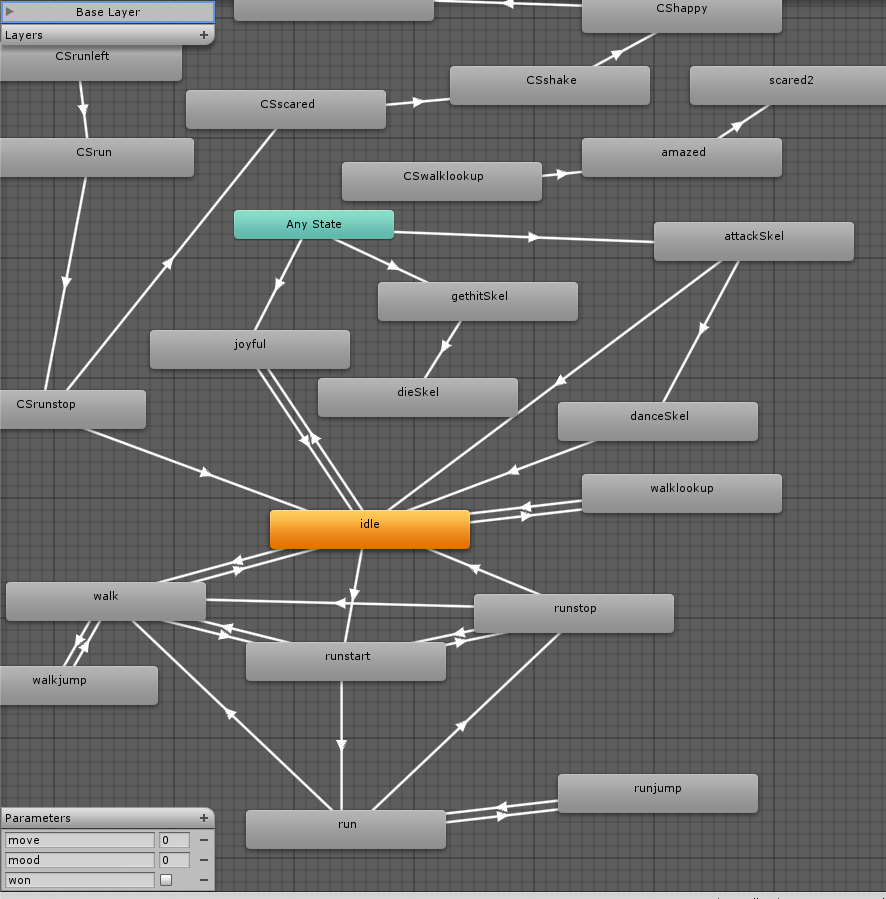 Base Layer
CShappy
Layers
CSrunleft
CSshake
scared2
CSscared
CSrun
amazed
CSwalklookup
Any State
attackSkel
gethitSkel
joyful
dieSkel
CSrunstop
danceSkel
walklookup
idle
walk
runstop
runstart
walkjump
runjump
Parameters
run
move 0
mood 0
won